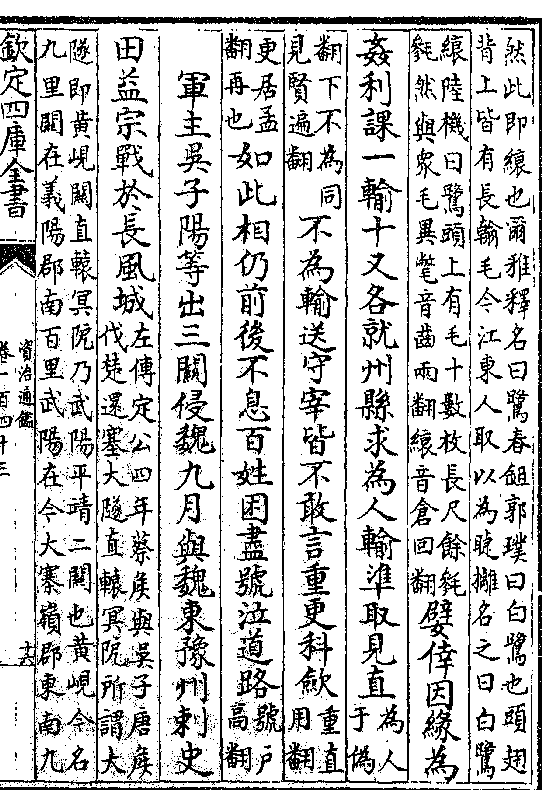 然此即縗也爾雅釋名曰鷺舂鉏郭璞曰白鷺也頭翅
背上皆有長翰毛今江東人取以為睫攡名之曰白鷺
縗陸機曰鷺頭上有毛十數枚長尺餘毿
毿然與衆毛異氅音齒兩翻縗音倉回翻
嬖倖因緣為
姦利課一輸十又各就州縣求為人輸準取見直
為人
于偽
翻下不為同
見賢遍翻
不為輸送守宰皆不敢言重更科斂
重直
用翻
更居孟
翻再也
如此相仍前後不息百姓困盡號泣道路
號戶
高翻
軍主吳子陽等出三關侵魏九月與魏東豫州刺史
田益宗戰於長風城
左傳定公四年蔡侯與吳子唐侯
伐楚還塞大隧直轅冥阨所謂大
隧即黃峴關直轅冥阨乃武陽平靖二關也黃峴今名
九里關在義陽郡南百里武陽在今大寨嶺郡東南九
欽定四庫全書
資治通鑑
卷一百四十三